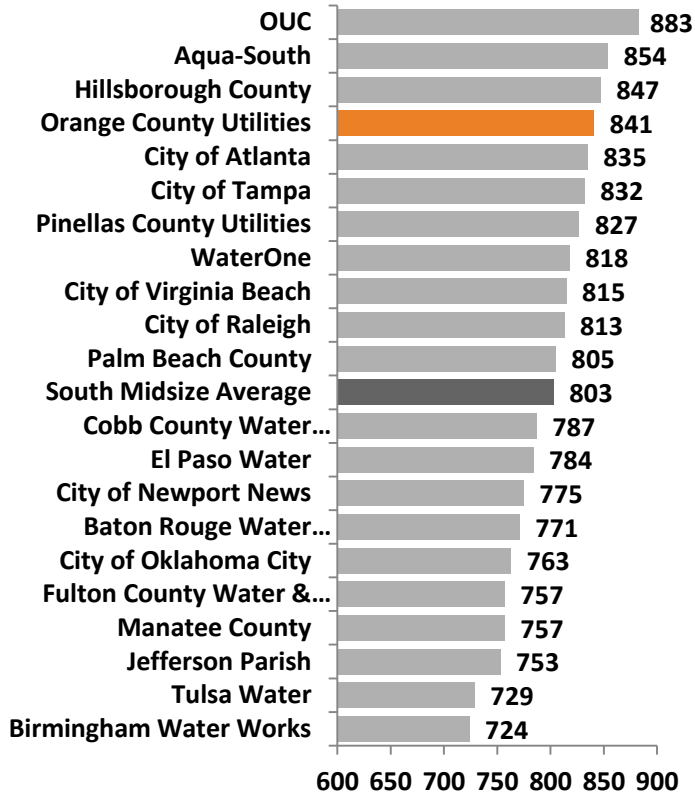 OUC 883
Aqua-South 854
Hillsborough County 847
Orange County Utilities 841
City of Atlanta 835
City of Tampa 832
Pinellas County Utilities 827
WaterOne 818
City of Virginia Beach 815
City of Raleigh 813
Palm Beach County 805
South Midsize Average 803
Cobb County Water… 787
El Paso Water 784
City of Newport News 775
Baton Rouge Water… 771
City of Oklahoma City 763
Fulton County Water &… 757
Manatee County 757
Jefferson Parish 753
Tulsa Water 729
Birmingham Water Works 724
600 650 700 750 800 850 900